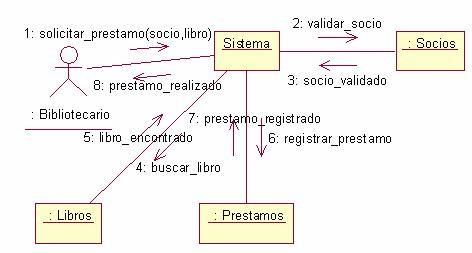 1: solicitar_prestamo(socio,libro)
2: validar_socio
Sistema
: Socios
3: socio_validado
8: prestamo_realizado
: Bibliotecario
7: prestamo_registrado
5: libro_encontrado
6: registrar_prestamo
4: buscar_libro
: Libros
: Prestamos